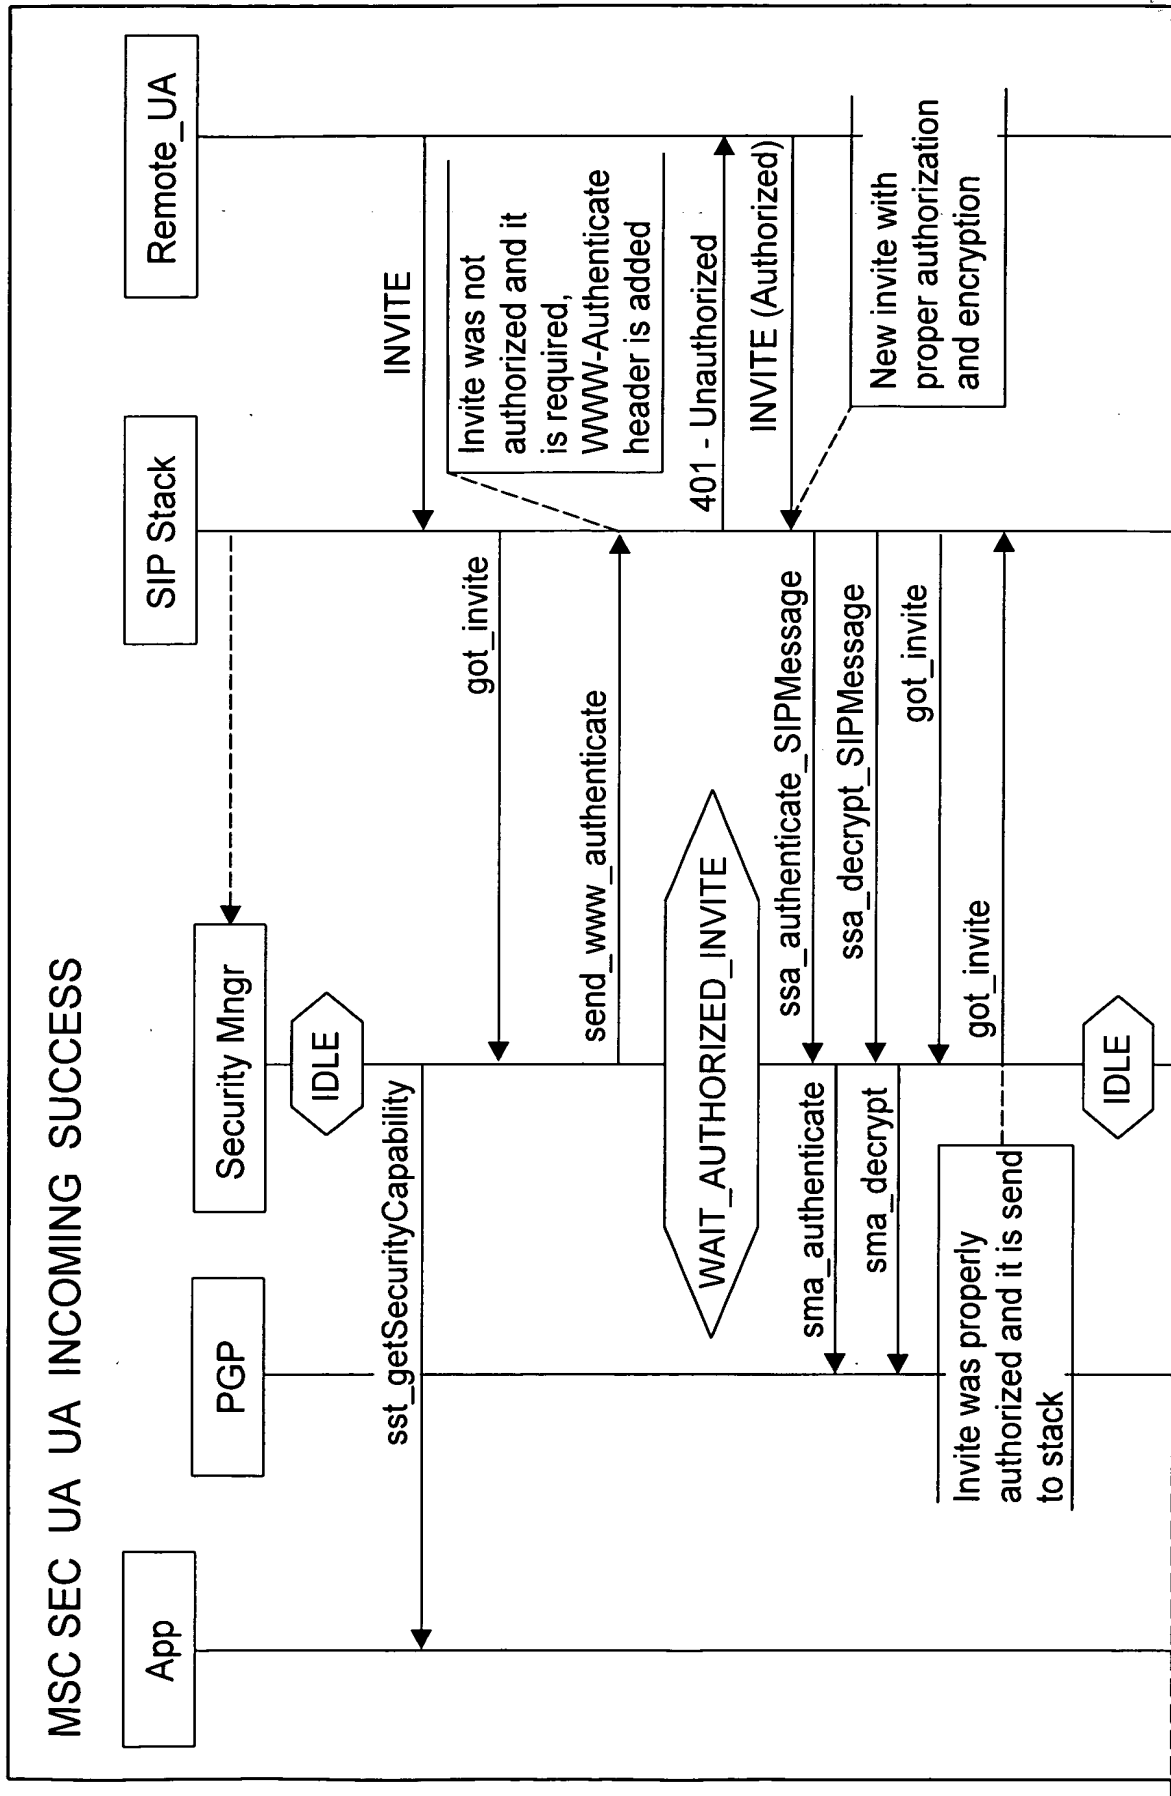 MSC SEC UA UA INCOMING SUCCESS
App
PGP
Security Mngr
SIP Stack
Remote_UA
IDLE
sst_getSecurityCapability
INVITE
got_invite
Invite was not
authorized and it
is required,
WWW-Authenticate
header is added
send_www_authenticate
WAIT_AUTHORIZED_INVITE
401 - Unauthorized
INVITE (Authorized)
ssa_authenticate_SIPMessage
sma_authenticate
ssa_decrypt_SIPMessage
sma_decrypt
New invite with
proper authorization
and encryption
got_invite
got_invite
Invite was properly
authorized and it is send
to stack
IDLE